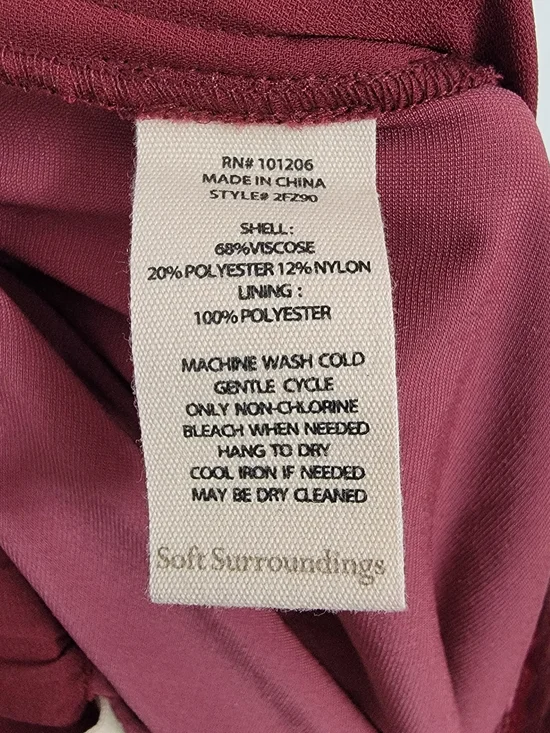 RN# 101206
MADE IN CHINA
STYLE# 2FZ90
SHELL:
68%VISCOSE
20% POLYESTER 12% NYLON
LINING :
100% POLYESTER
MACHINE WASH COLD
GENTLE CYCLE
ONLY NON-CHLORINE
BLEACH WHEN NEEDED
HANG TO DRY
COOL IRON IF NEEDED
MAY BE DRY CLEANED
Soft Surroundings